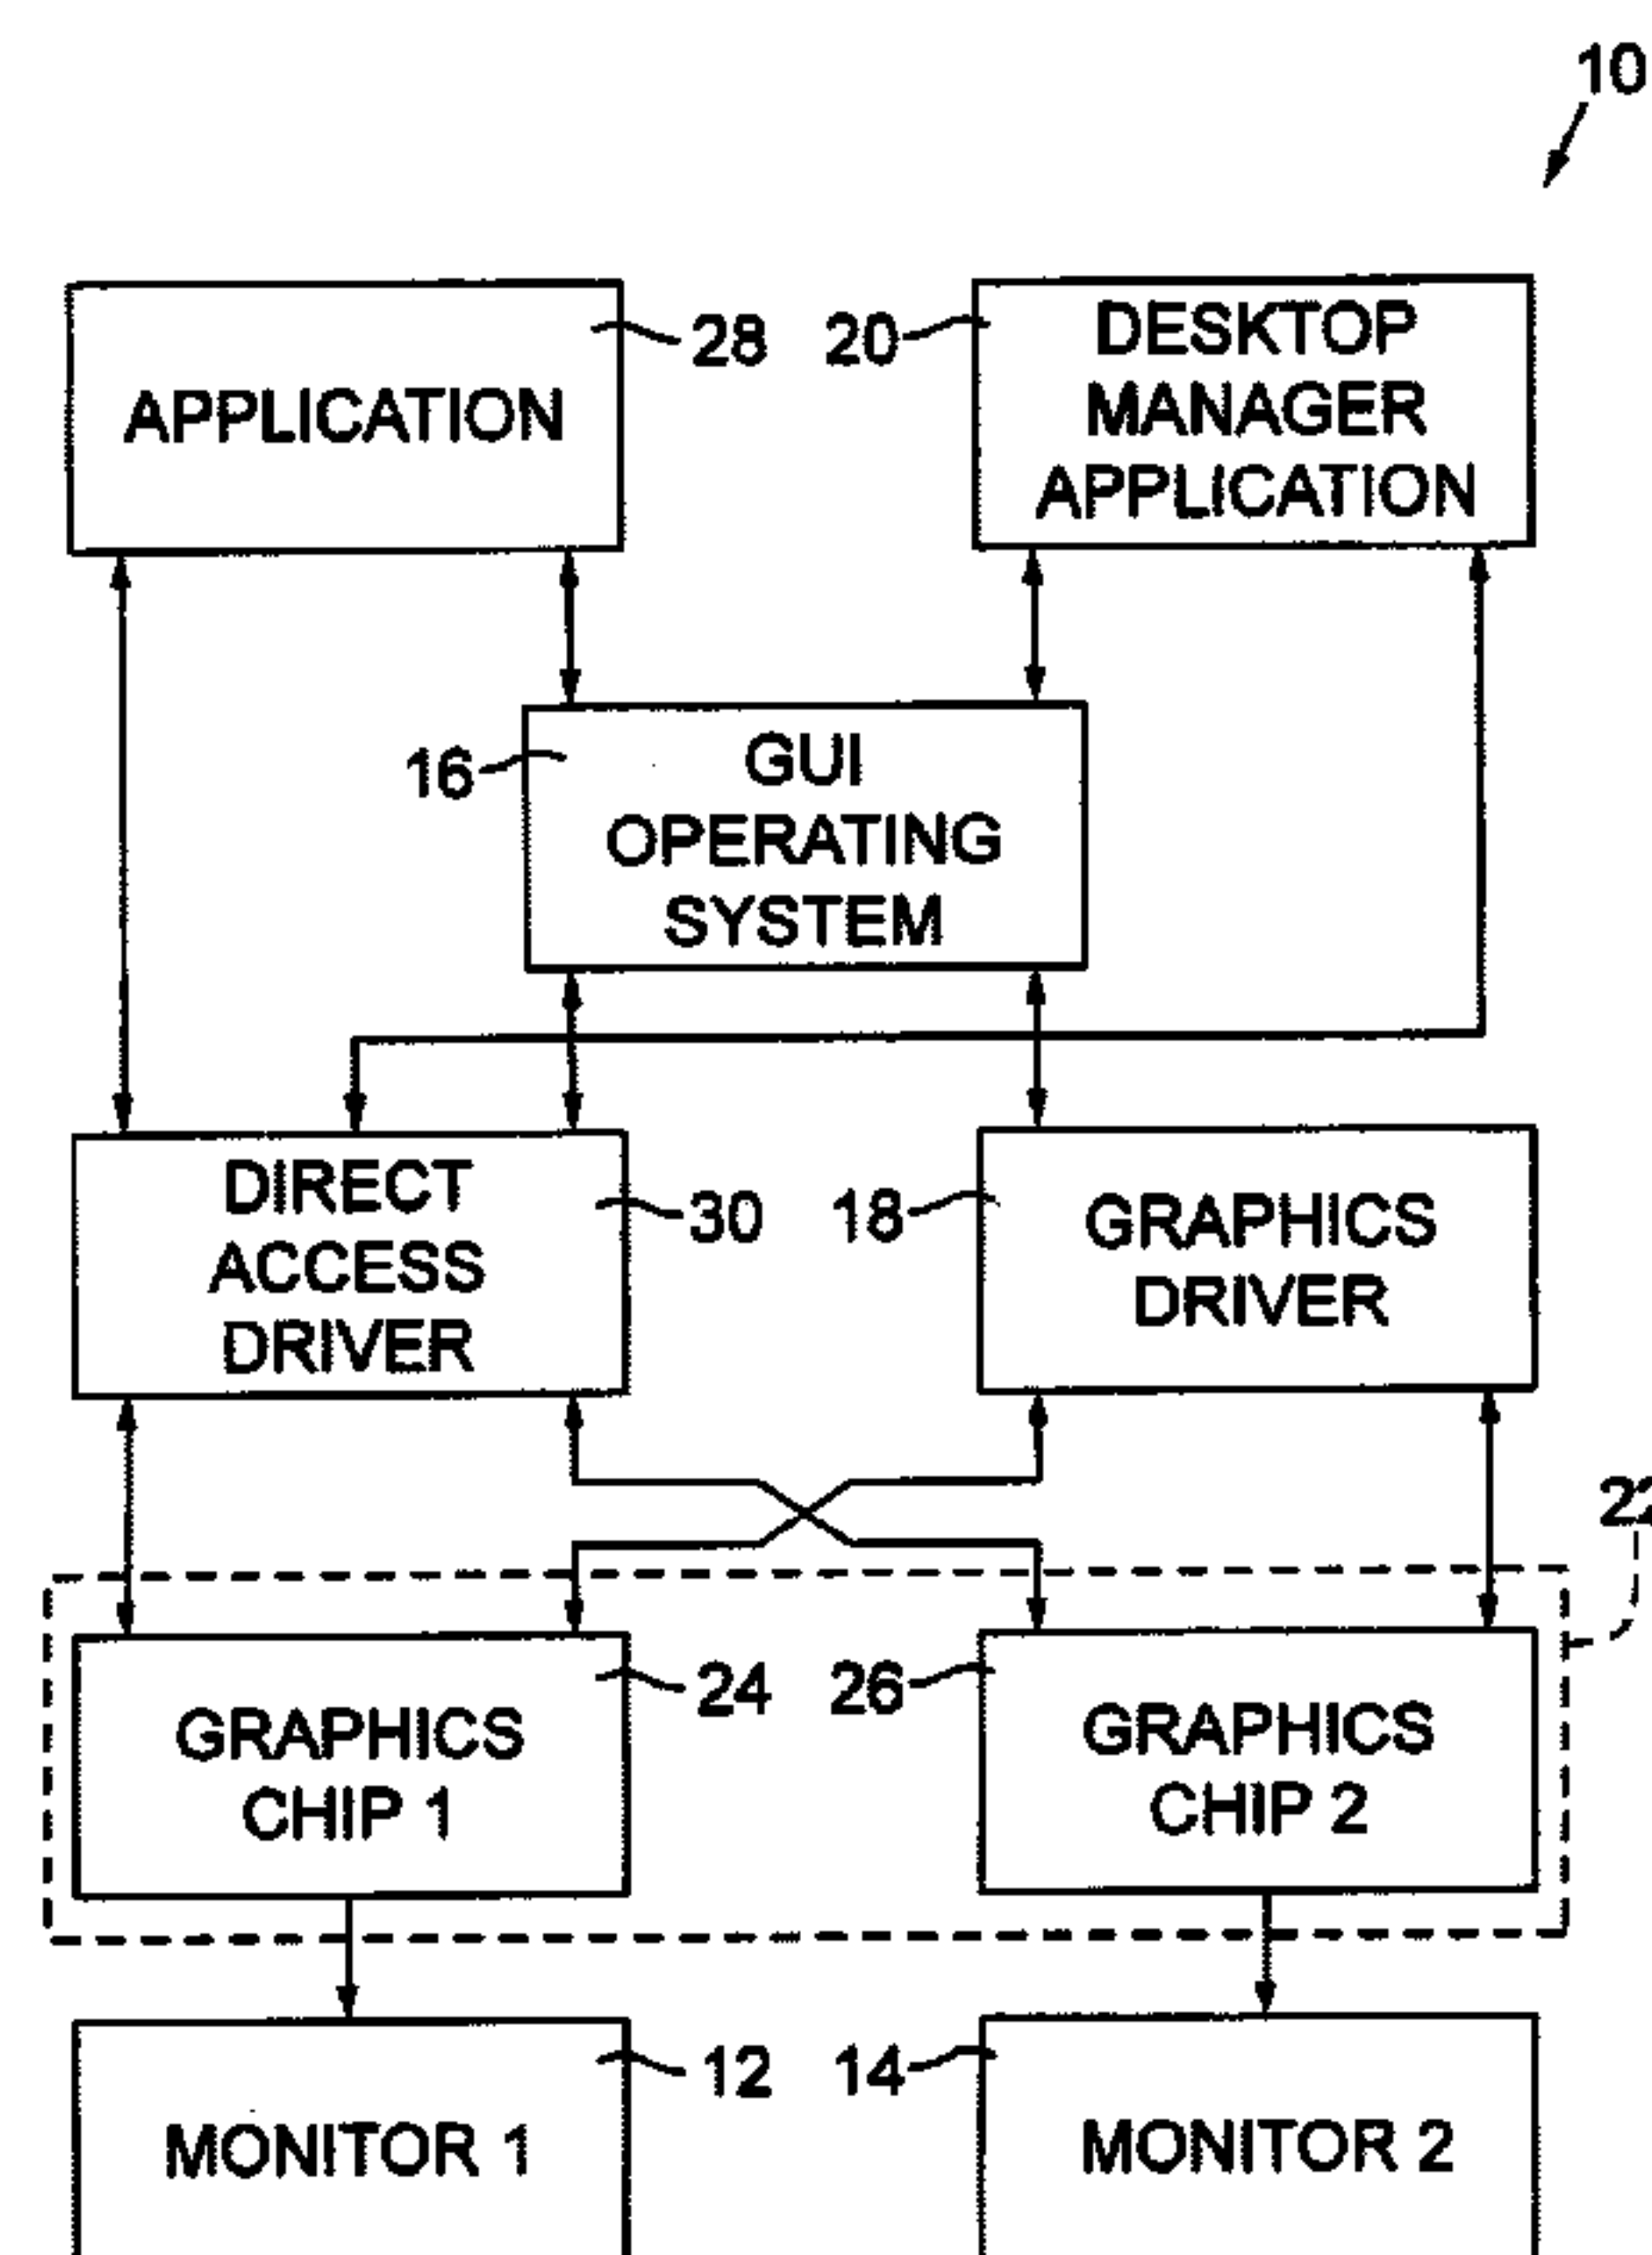 10
28
20
DESKTOP
MANAGER
APPLICATION
APPLICATION
16
GUI
OPERATING
SYSTEM
DIRECT
ACCESS
DRIVER
30
18
GRAPHICS
DRIVER
22
24
26
GRAPHICS
CHIP 1
GRAPHICS
CHIP 2
12
14
MONITOR 1
MONITOR 2